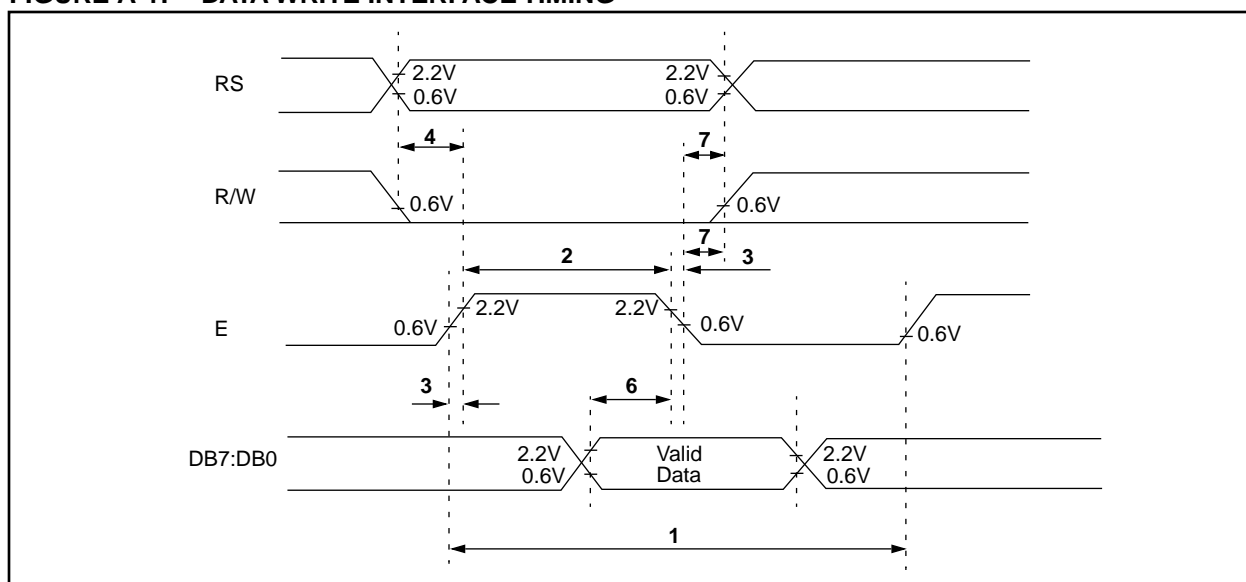 FIGURE A-1: DATA WRITE INTERFACE TIMING
RS
2.2V
0.6V
2.2V
0.6V
4
7
R/W
0.6V
0.6V
7
2
3
E
0.6V
2.2V
2.2V
0.6V
0.6V
3
6
DB7:DB0
2.2V
0.6V
Valid
Data
2.2V
0.6V
1